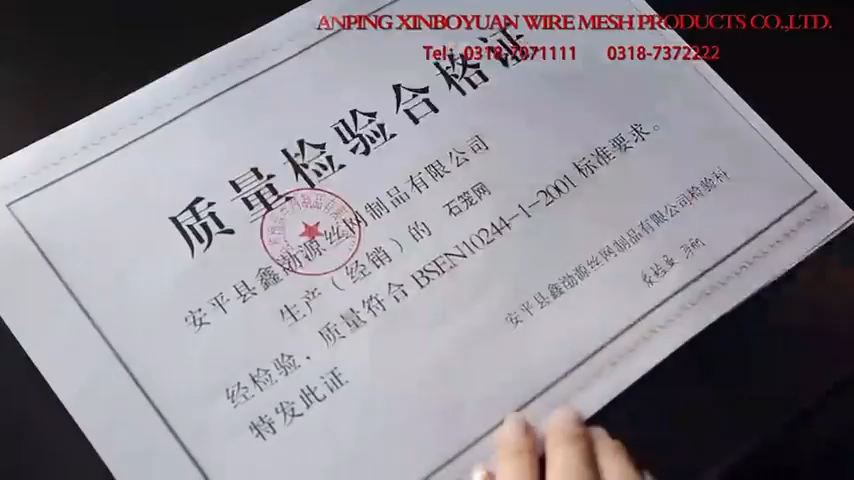 ANPING XINBOYUAN WIRE MESH PRODUCTS CO.,LTD.
Tel: 0318-7071111 0318-7372222
质量检验合格证
安平县鑫渤源丝网制品有限公司
生产（经销）的 石笼网
经检验、质量符合 BSEN10244-1-2001 标准要求。
特发此证
安平县鑫渤源丝网制品有限公司检验科